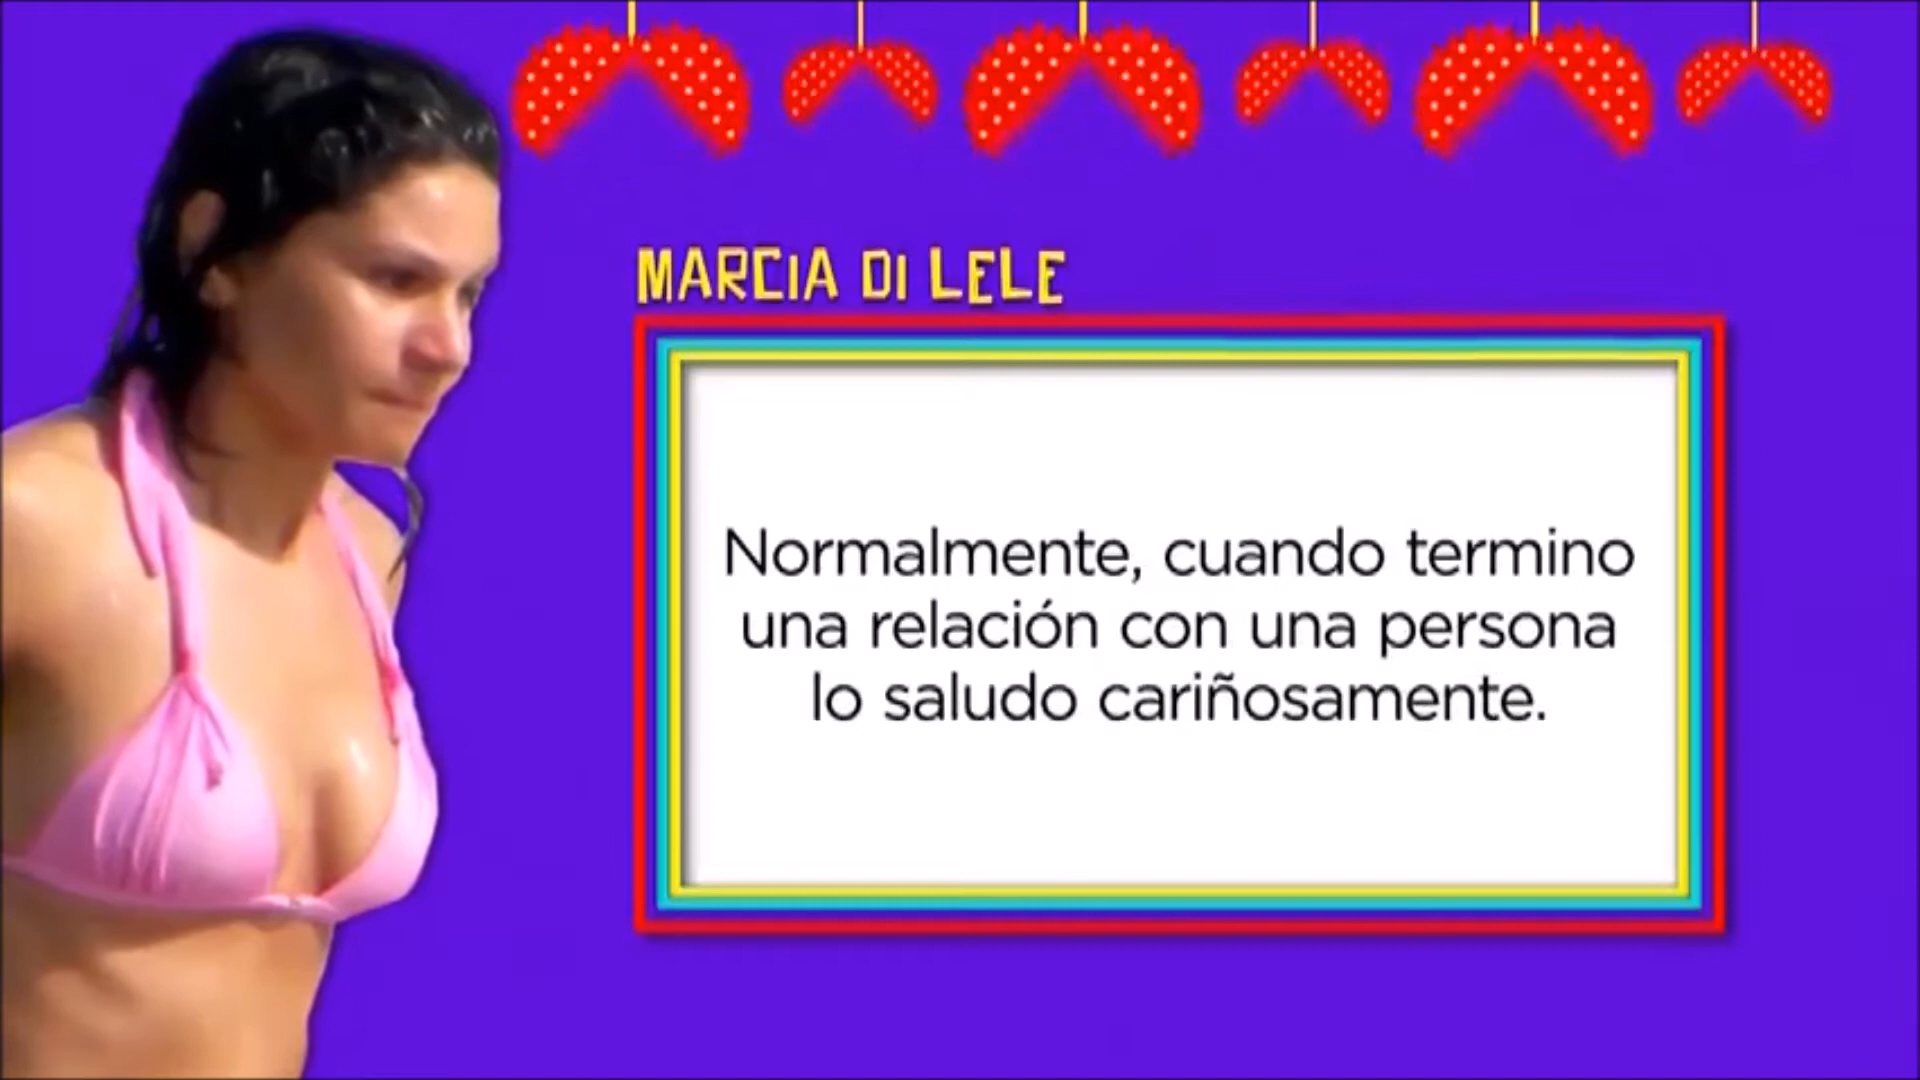 MARCIA DI LELE
Normalmente, cuando termino
una relación con una persona
lo saludo cariñosamente.